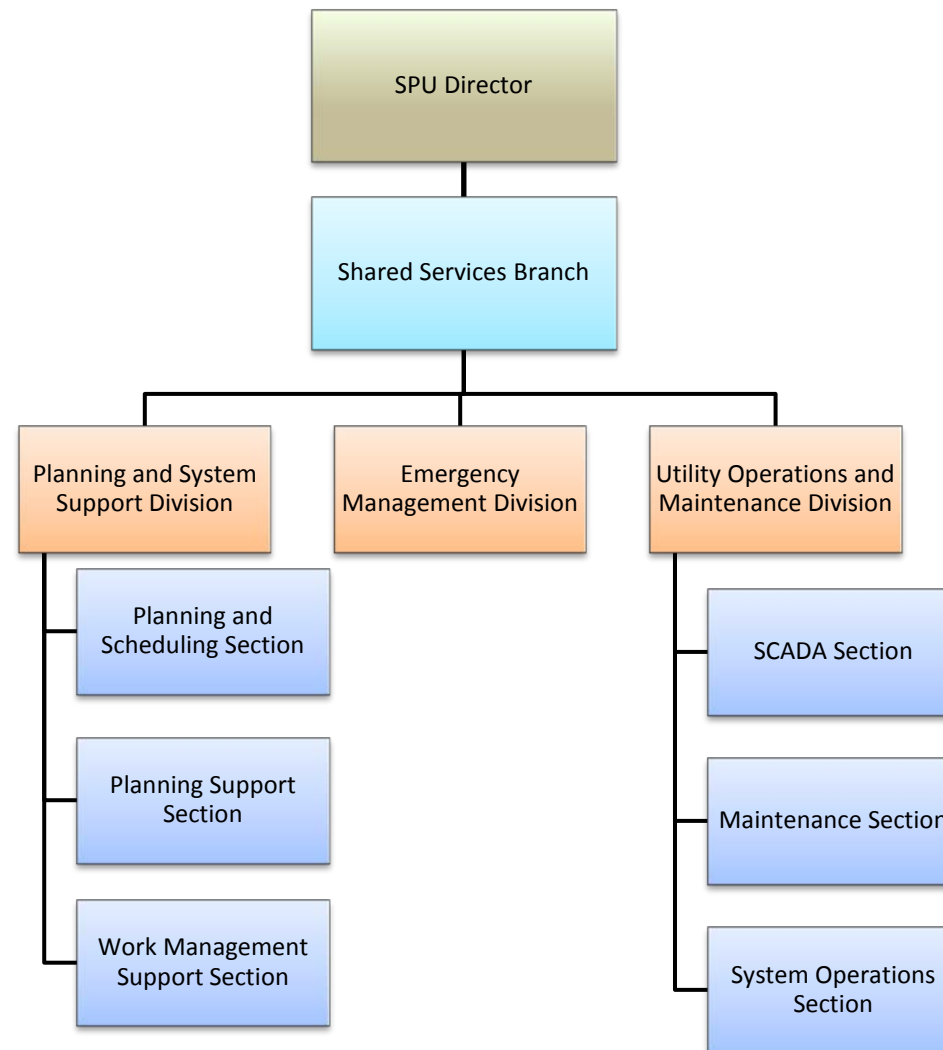 SPU Director
Shared Services Branch
Planning and System
Support Division
Emergency
Management Division
Utility Operations and
Maintenance Division
Planning and
Scheduling Section
SCADA Section
Planning Support
Section
Maintenance Section
Work Management
Support Section
System Operations
Section